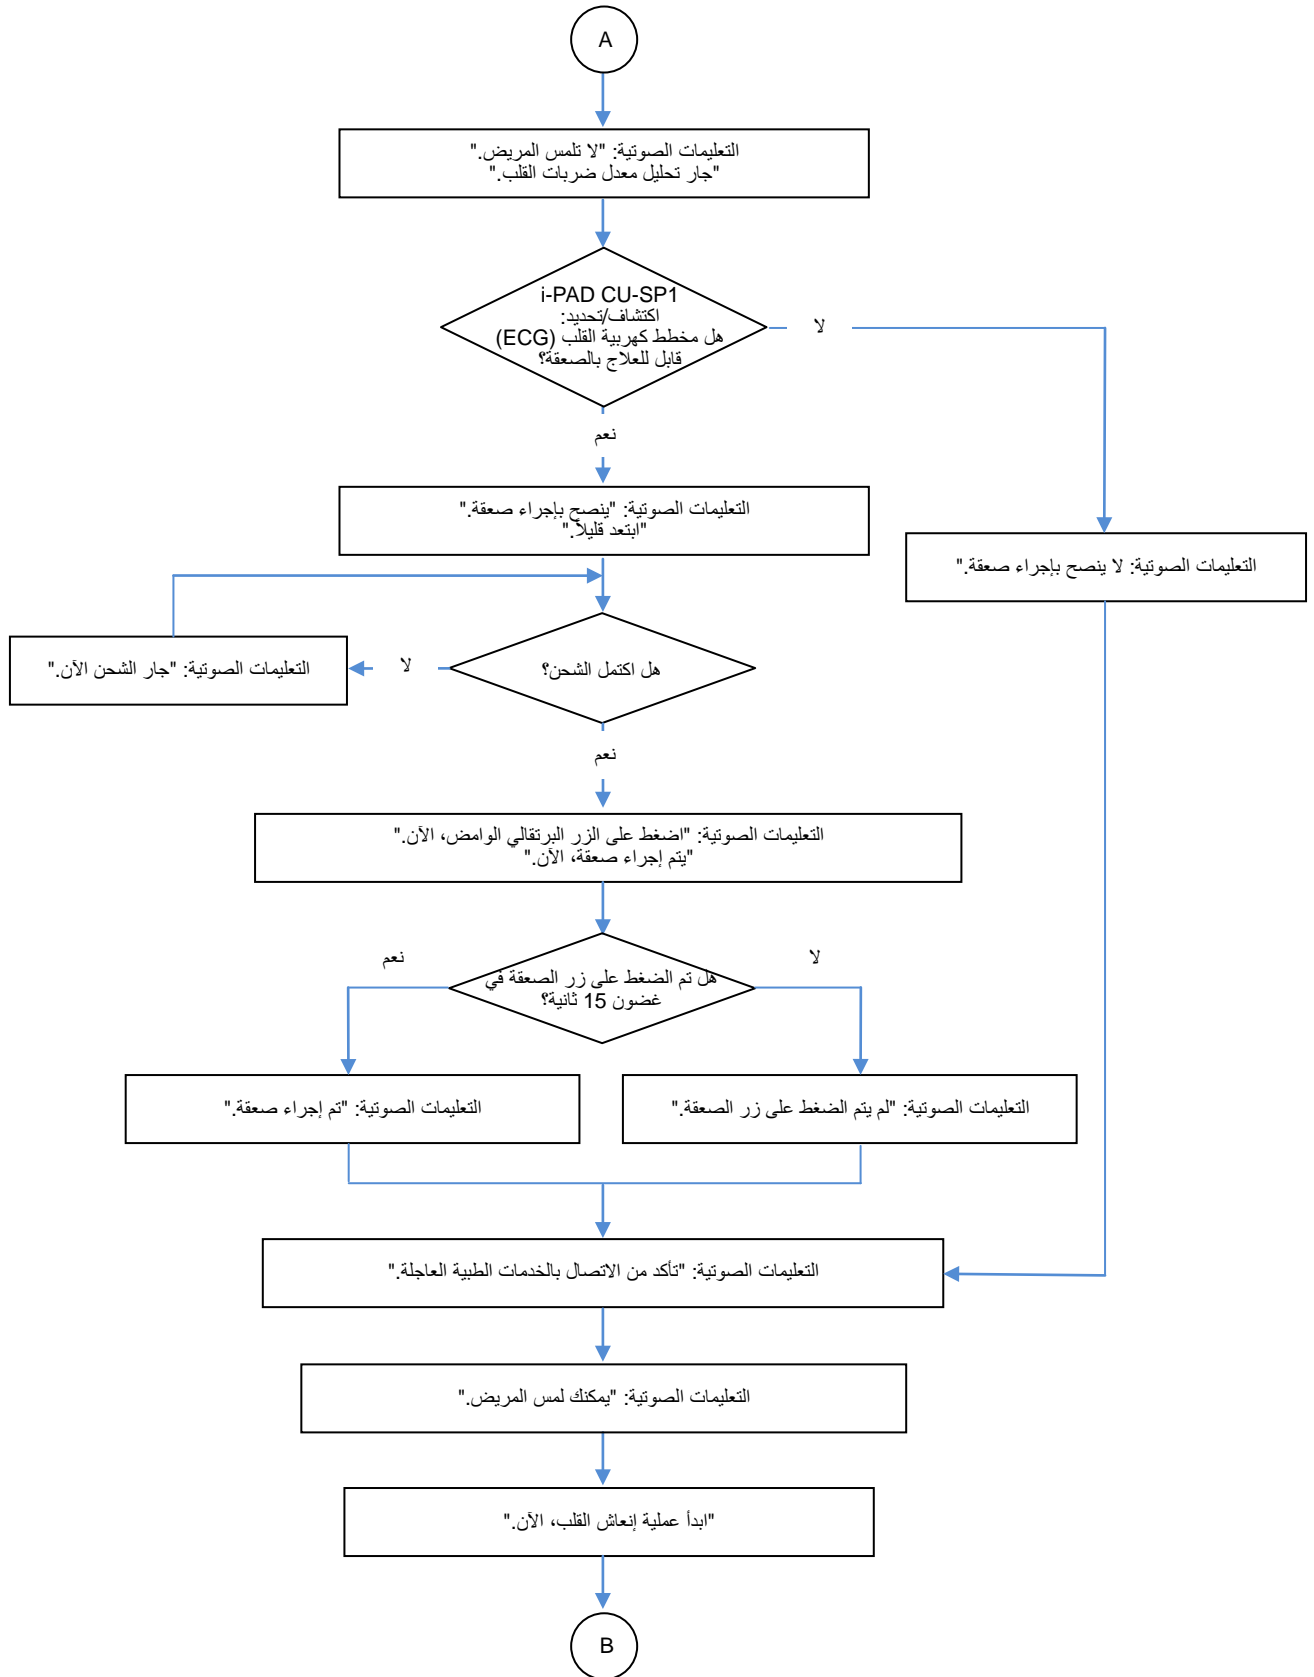 A
التعليمات الصوتية: "لا تلمس المريض."
"جار تحليل معدل ضربات القلب."
i-PAD CU-SP1
اكتشاف/تحديد:
هل مخطط كهربية القلب (ECG)
قابل للعلاج بالصعقة؟
لا
نعم
التعليمات الصوتية: "ينصح بإجراء صعقة."
"ابتعد قليلاً."
التعليمات الصوتية: لا ينصح بإجراء صعقة."
هل اكتمل الشحن؟
لا
التعليمات الصوتية: "جار الشحن الآن."
نعم
التعليمات الصوتية: "اضغط على الزر البرتقالي الوامض، الآن."
"يتم إجراء صعقة، الآن."
لا
نعم
هل تم الضغط على زر الصعقة في
غضون 15 ثانية؟
التعليمات الصوتية: "لم يتم الضغط على زر الصعقة."
التعليمات الصوتية: "تم إجراء صعقة."
التعليمات الصوتية: "تأكد من الاتصال بالخدمات الطبية العاجلة."
التعليمات الصوتية: "يمكنك لمس المريض."
"ابدأ عملية إنعاش القلب، الآن."
B